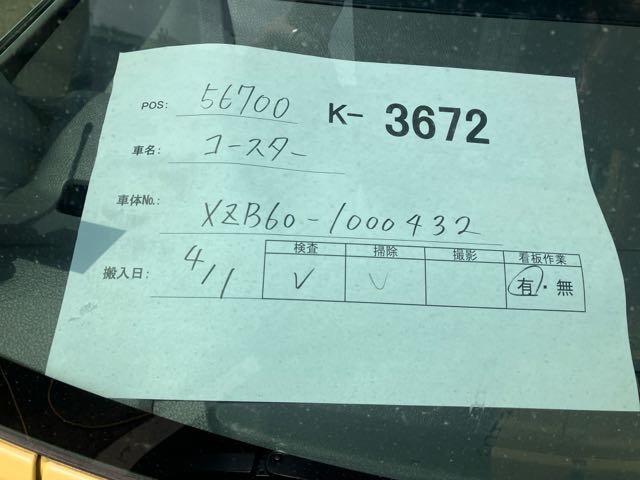 POS: 56700 K- 3672
車名: コースター
車体No.: XZB60-1000432
搬入日: 4/1
検査 掃除 撮影 看板作業
✓ ✓ 有・無